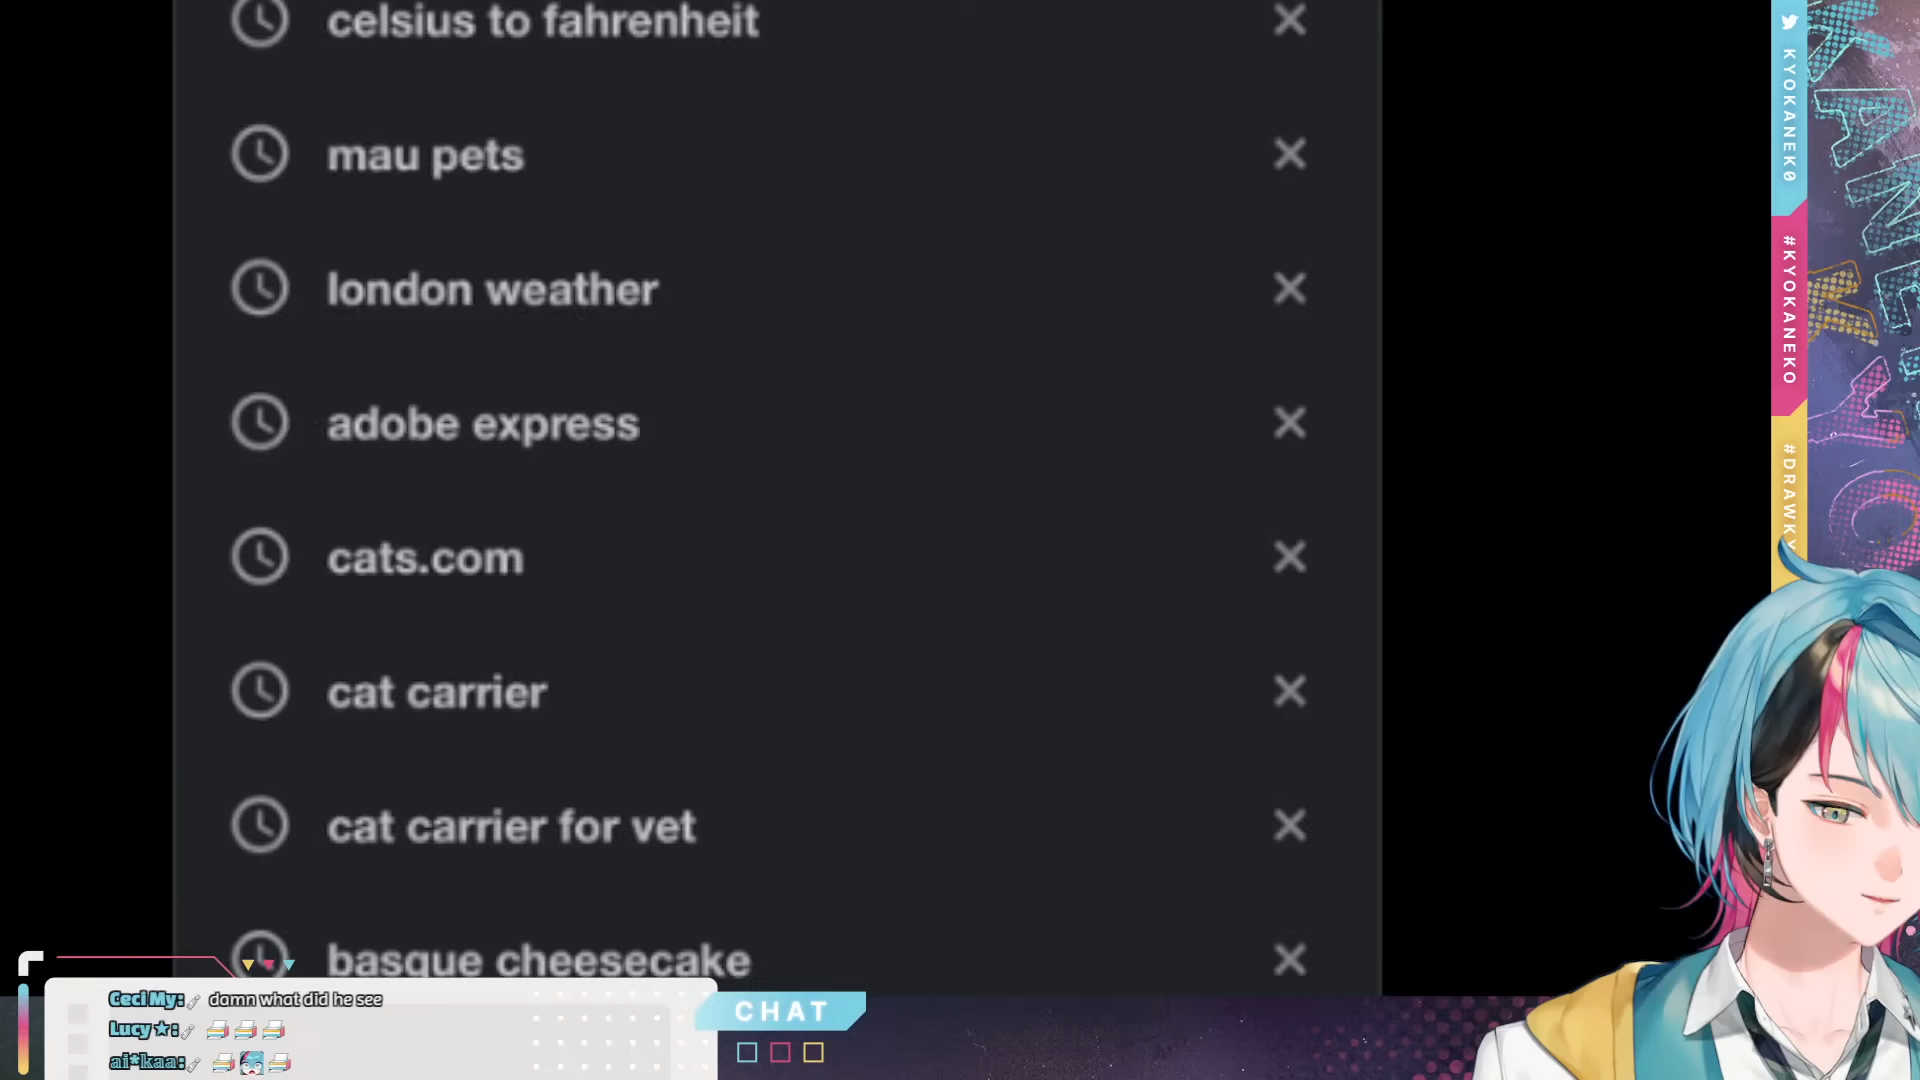 celsius to fahrenheit
mau pets
london weather
adobe express
cats.com
cat carrier
cat carrier for vet
basque cheesecake
Ceci My: damn what did he see
Lucy★:
ai*kaa:
CHAT
KYOKANEK0
#KYOKANEKO
#DRAWKY